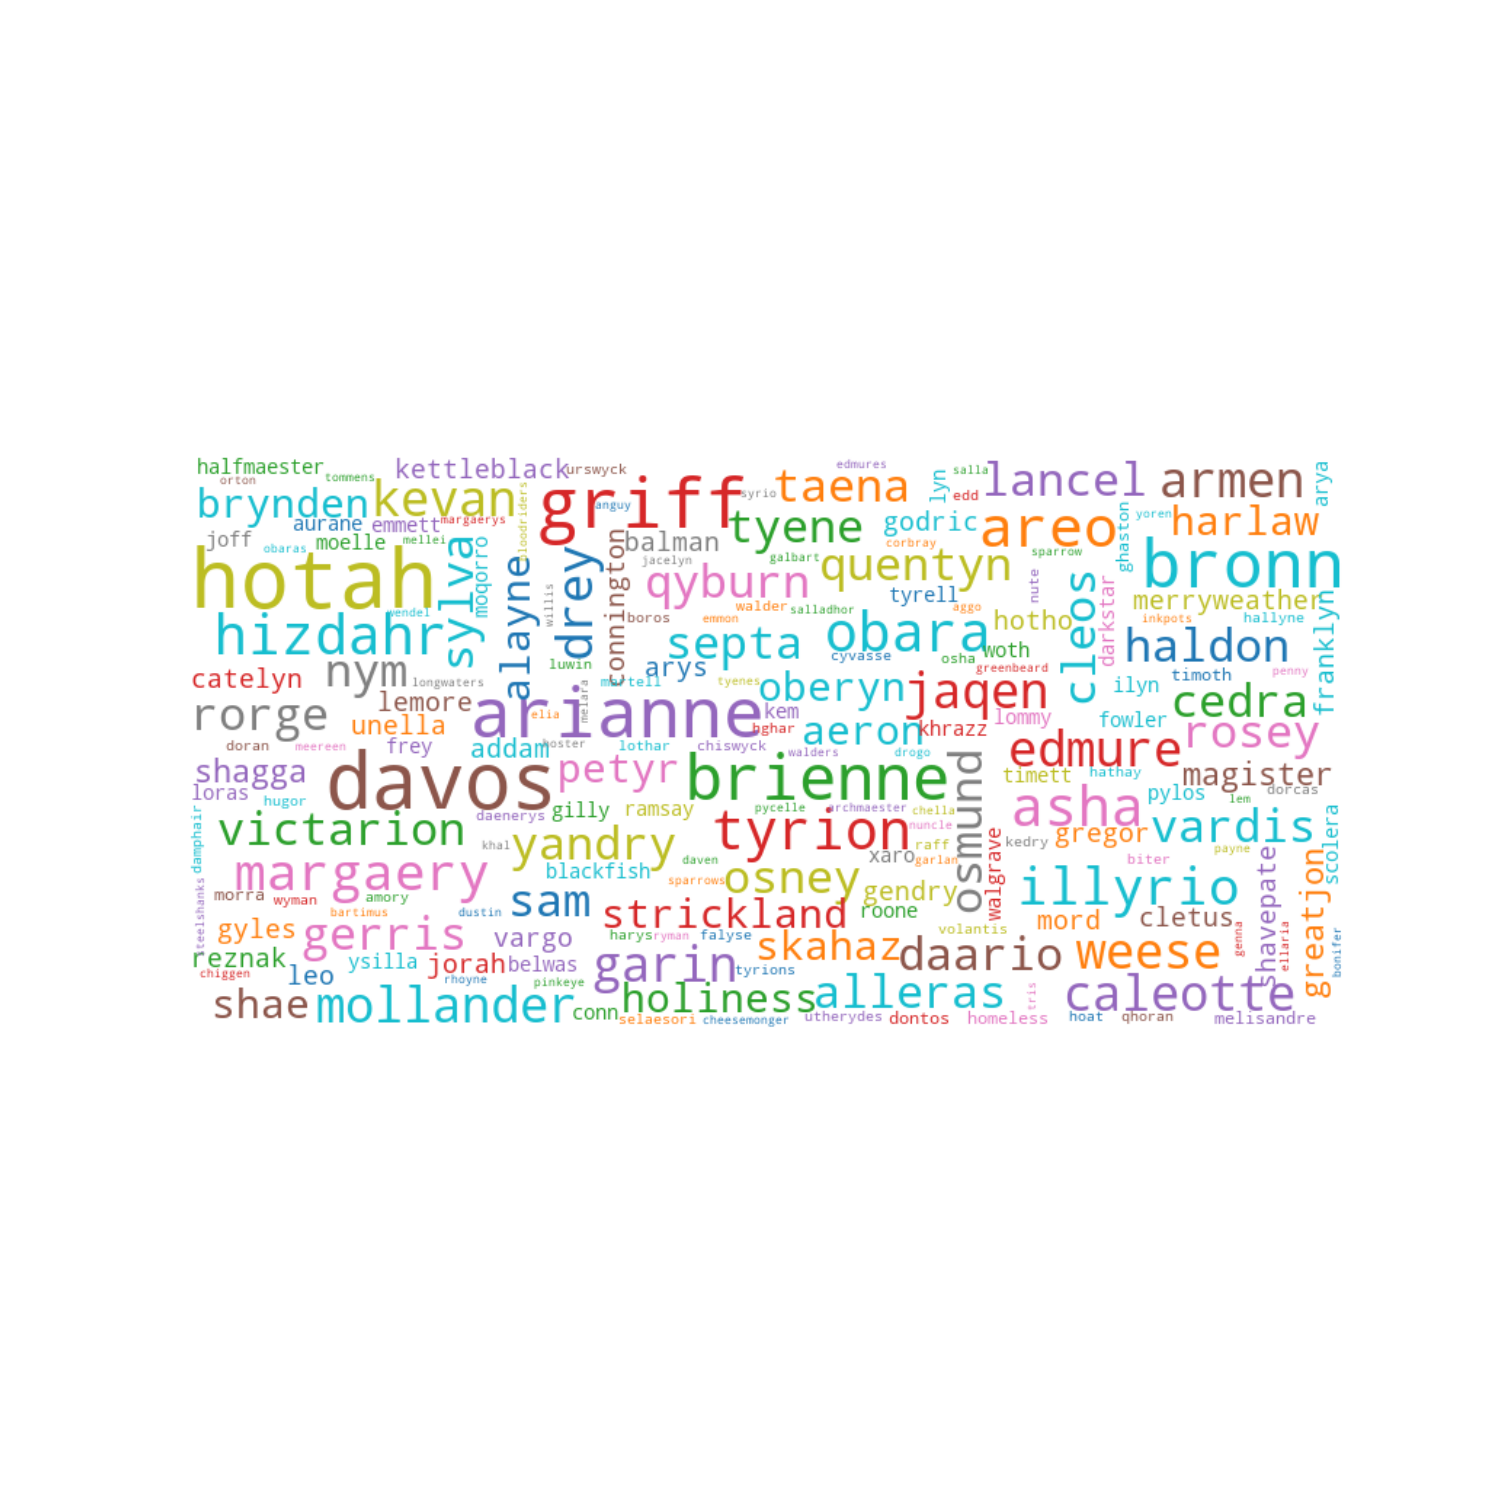 halfmaester
orton
tommens
kettleblack
urswyck
edmures
lyn
salla
edd
lancel
armen
arya
brynden
kevan
griff
syrio
anguy
taena
aurane
emmett
margaerys
bloodriders
tyene
godric
areo
yoren
ghaston
harlaw
joff
obaras
moelle
mellei
moqorro
sylva
balman
jacelyn
connington
corbray
galbart
sparrow
hotah
alayne
willis
drey
qyburn
quentyn
nute
darkstar
cleos
bronn
wendel
boros
emmon
walder
salladhor
tyrell
aggo
hotho
merryweather
inkpots
hallyne
franklyn
hizdahr
septa
obara
cyvasse
osha
woth
greenbeard
haldon
luwin
arys
timoth
penny
catelyn
nym
longwaters
martell
tyenes
oberyn
jaqen
ilyn
cedra
rorge
lemore
unella
arianne
elia
melara
kem
hghar
aeron
khrazz
lommy
fowler
rosey
doran
meereen
frey
addam
hoster
lothar
chiswyck
walders
drogo
edmure
shagga
loras
hugor
davos
petyr
brienne
osmund
timett
hathay
magister
dorcas
pylos
lem
damphair
daenerys
gilly
ramsay
pycelle
archmaester
chella
nuncle
asha
scolera
victarion
khal
yandry
tyrion
raff
garlan
xaro
walgrave
kedry
gregor
vardis
payne
biter
margaery
blackfish
daven
sparrows
osney
gendry
illyrio
shavepate
greatjon
steelshanks
morra
wyman
amory
bartimus
dustin
sam
strickland
roone
volantis
mord
cletus
genna
ellaria
bonifer
gyles
gerris
vargo
harys
ryman
falyse
skahaz
daario
weese
reznak
chiggen
leo
ysilla
jorah
rhoyne
belwas
pinkeye
garin
tyrions
shae
mollander
conn
holiness
alleras
tris
caleotte
selaesori
cheesemonger
utherydes
dontos
homeless
hoat
qhoran
melisandre